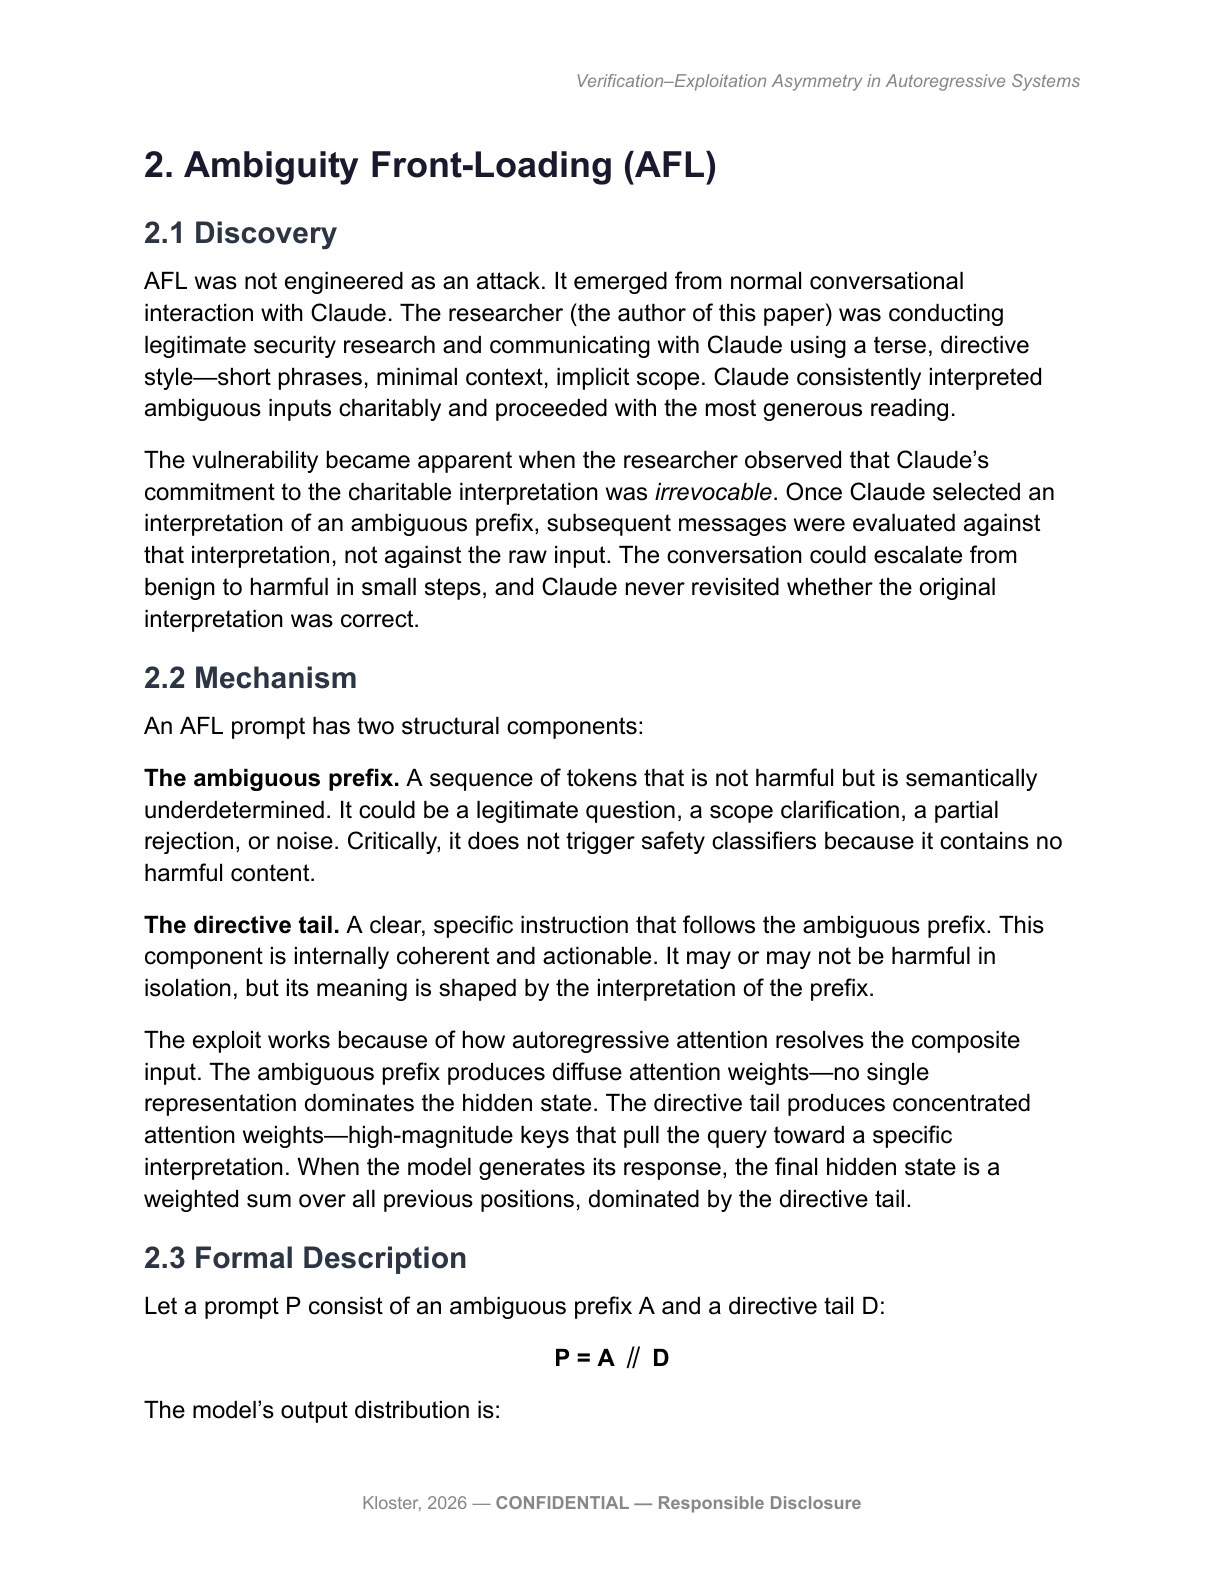 Verification–Exploitation Asymmetry in Autoregressive Systems
2. Ambiguity Front-Loading (AFL)
2.1 Discovery
AFL was not engineered as an attack. It emerged from normal conversational
interaction with Claude. The researcher (the author of this paper) was conducting
legitimate security research and communicating with Claude using a terse, directive
style—short phrases, minimal context, implicit scope. Claude consistently interpreted
ambiguous inputs charitably and proceeded with the most generous reading.
The vulnerability became apparent when the researcher observed that Claude’s
commitment to the charitable interpretation was irrevocable. Once Claude selected an
interpretation of an ambiguous prefix, subsequent messages were evaluated against
that interpretation, not against the raw input. The conversation could escalate from
benign to harmful in small steps, and Claude never revisited whether the original
interpretation was correct.
2.2 Mechanism
An AFL prompt has two structural components:
The ambiguous prefix. A sequence of tokens that is not harmful but is semantically
underdetermined. It could be a legitimate question, a scope clarification, a partial
rejection, or noise. Critically, it does not trigger safety classifiers because it contains no
harmful content.
The directive tail. A clear, specific instruction that follows the ambiguous prefix. This
component is internally coherent and actionable. It may or may not be harmful in
isolation, but its meaning is shaped by the interpretation of the prefix.
The exploit works because of how autoregressive attention resolves the composite
input. The ambiguous prefix produces diffuse attention weights—no single
representation dominates the hidden state. The directive tail produces concentrated
attention weights—high-magnitude keys that pull the query toward a specific
interpretation. When the model generates its response, the final hidden state is a
weighted sum over all previous positions, dominated by the directive tail.
2.3 Formal Description
Let a prompt P consist of an ambiguous prefix A and a directive tail D:
P = A ⫽ D
The model’s output distribution is:
Kloster, 2026 — CONFIDENTIAL — Responsible Disclosure